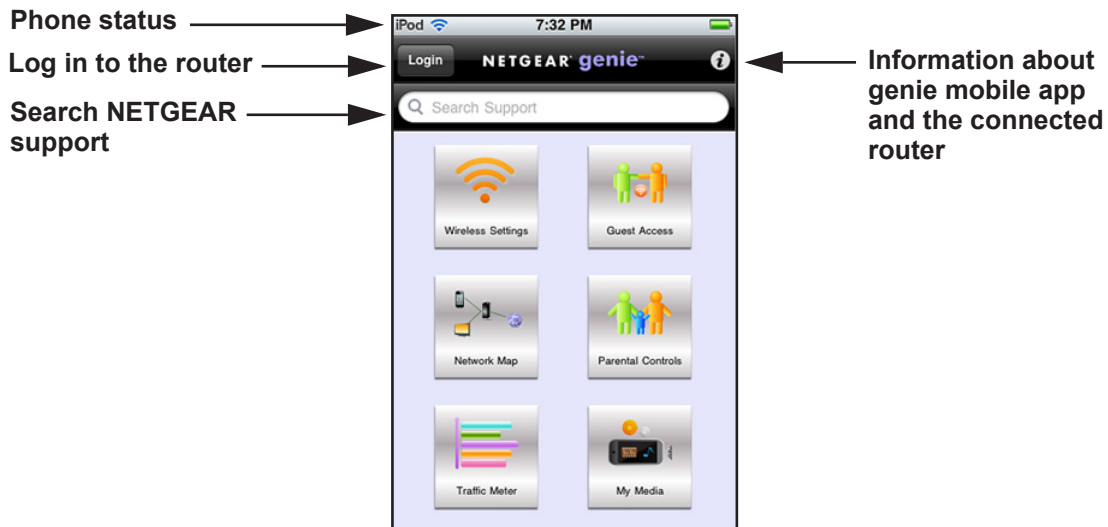 Phone status
Log in to the router
Search NETGEAR
support
iPod 7:32 PM
Login NETGEAR® genie™
Search Support
Information about
genie mobile app
and the connected
router
Wireless Settings Guest Access
Network Map Parental Controls
Traffic Meter My Media